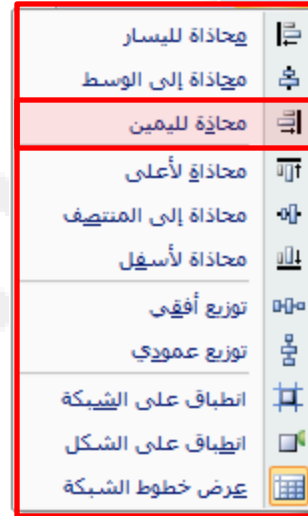 محاذاة لليسار
محاذاة إلى الوسط
محاذة لليمين
محاذاة لأعلى
محاذاة إلى المنتصف
محاذاة لأسفل
توزيع أفقي
توزيع عمودي
انطباق على الشبكة
انطباق على الشكل
عرض خطوط الشبكة